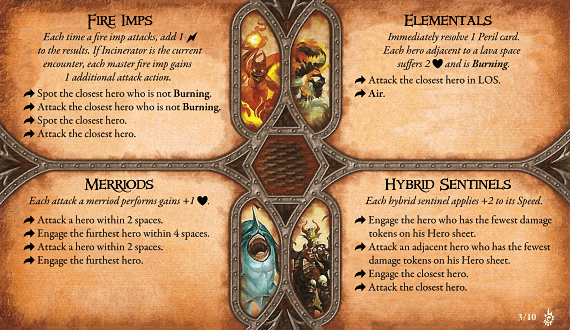 FIRE IMPS
Each time a fire imp attacks, add 1
to the results. If Incinerator is the current
encounter, each master fire imp gains
1 additional attack action.
Spot the closest hero who is not Burning.
Attack the closest hero who is not Burning.
Spot the closest hero.
Attack the closest hero.
ELEMENTALS
Immediately resolve 1 Peril card.
Each hero adjacent to a lava space
suffers 2 and is Burning.
Attack the closest hero in LOS.
Air.
MERRIODS
Each attack a merriod performs gains +1
Attack a hero within 2 spaces.
Engage the furthest hero within 4 spaces.
Attack a hero within 2 spaces.
Engage the furthest hero.
HYBRID SENTINELS
Each hybrid sentinel applies +2 to its Speed.
Engage the hero who has the fewest damage
tokens on his Hero sheet.
Attack an adjacent hero who has the fewest
damage tokens on his Hero sheet.
Engage the closest hero.
Attack the closest hero.
3/10